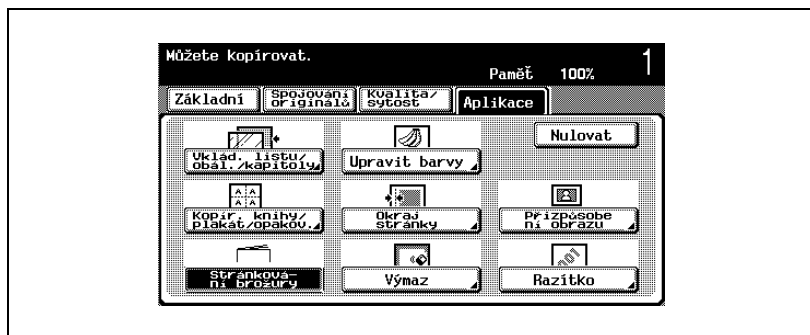 Můžete kopírovat.
Paměť 100% 1
Základní
Spojování
originálů
Kvalita/
sytost
Aplikace
Nulovat
Vklád. listu/
obál./kapitoly
Upravit barvy
Kopír. knihy/
plakát/opakov.
Okraj
stránky
Přizpůsobe
ní obrazu
Stránková-
ní brožury
Výmaz
Razítko